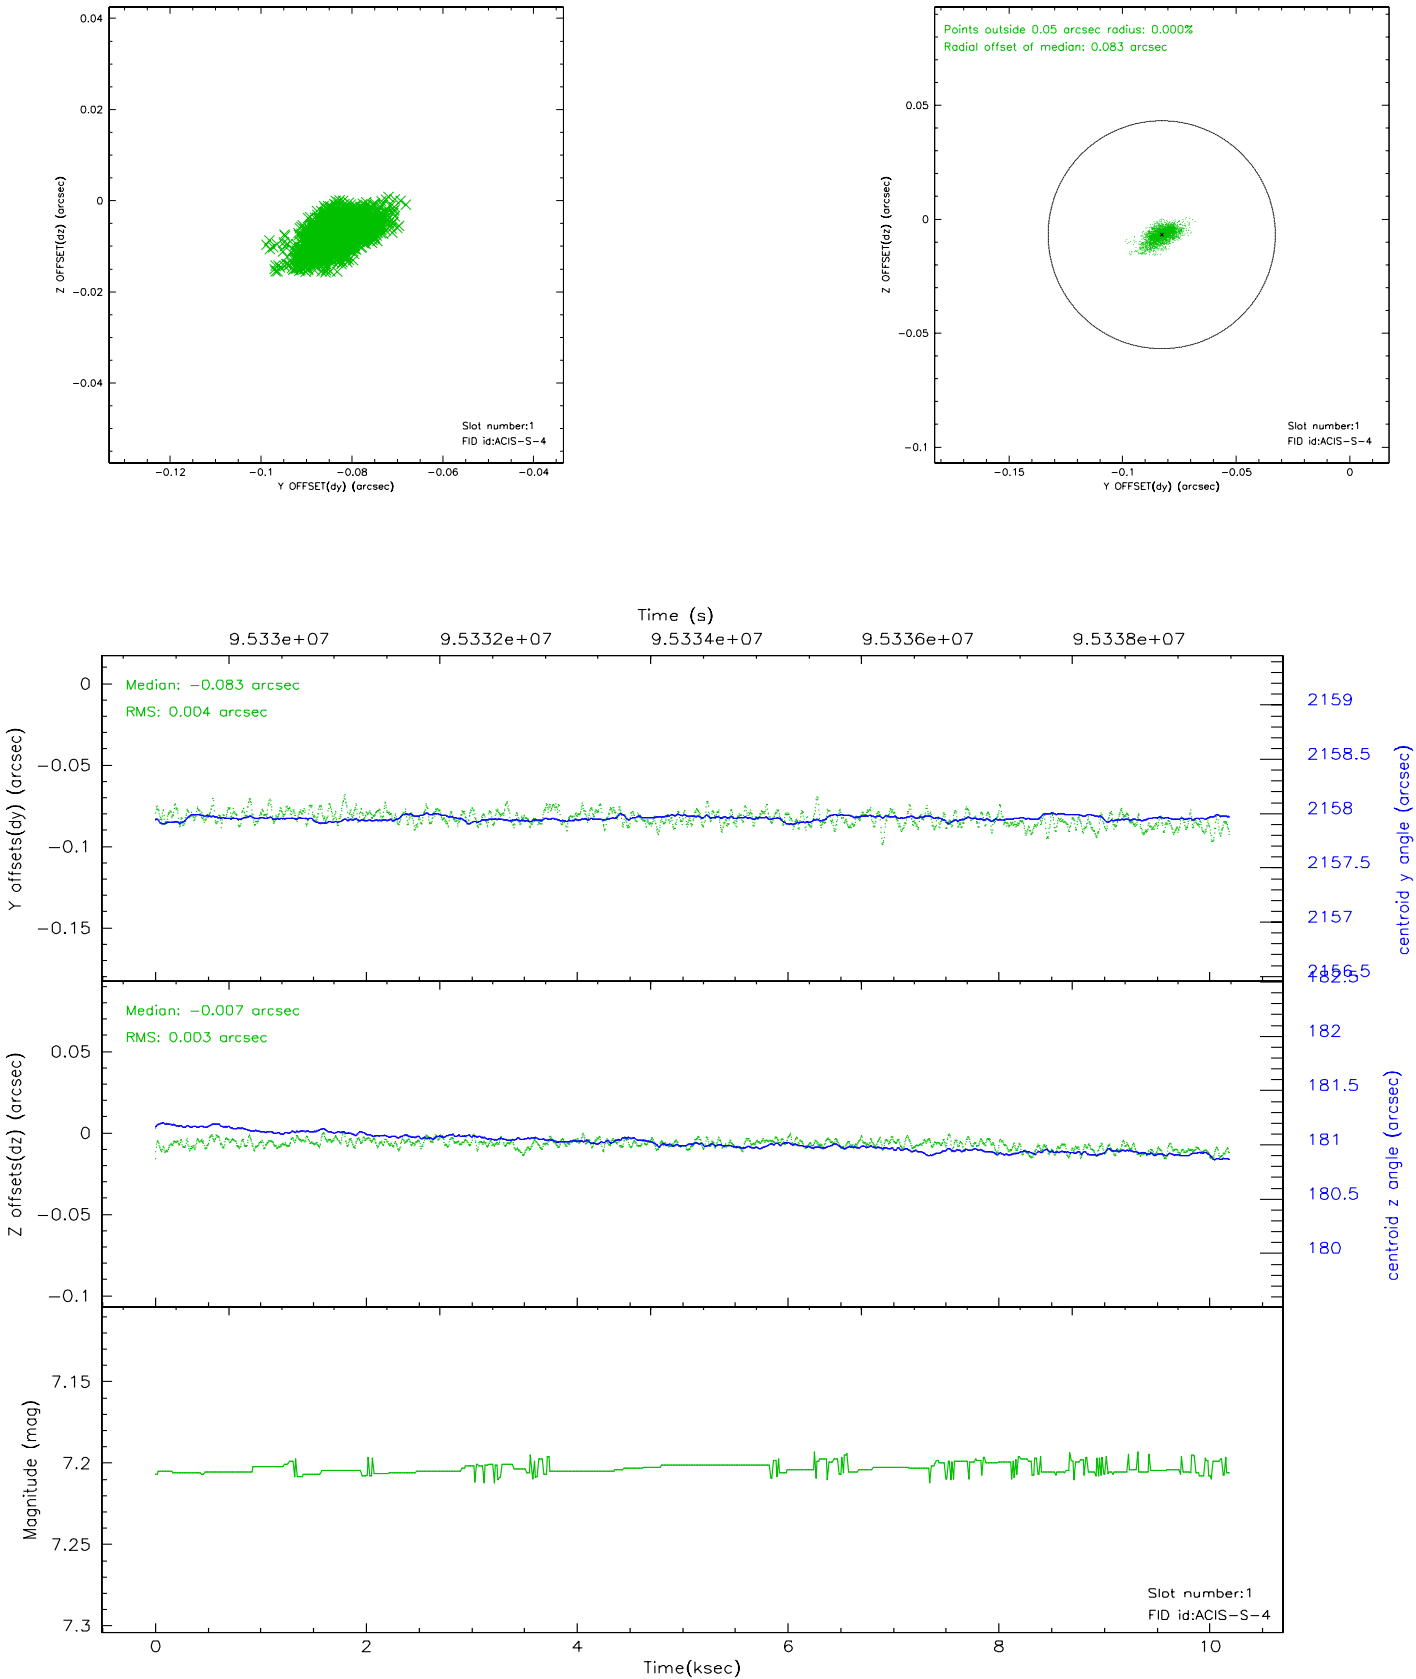 0.04
0.02
0
-0.02
-0.04
Z OFFSET(dz) (arcsec)
Slot number:1
FID id:ACIS-S-4
-0.12 -0.1 -0.08 -0.06 -0.04
Y OFFSET(dy) (arcsec)
Points outside 0.05 arcsec radius: 0.000%
Radial offset of median: 0.083 arcsec
0.05
0
-0.05
-0.1
Z OFFSET(dz) (arcsec)
Slot number:1
FID id:ACIS-S-4
-0.15 -0.1 -0.05 0
Y OFFSET(dy) (arcsec)
Time (s)
9.533e+07 9.5332e+07 9.5334e+07 9.5336e+07 9.5338e+07
Median: -0.083 arcsec
RMS: 0.004 arcsec
0
-0.05
-0.1
-0.15
Y offsets(dy) (arcsec)
2159
2158.5
2158
2157.5
2157
2156.5
centroid y angle (arcsec)
182.5
Median: -0.007 arcsec
RMS: 0.003 arcsec
0.05
0
-0.05
-0.1
Z offsets(dz) (arcsec)
182
181.5
181
180.5
180
centroid z angle (arcsec)
7.15
7.2
7.25
7.3
Magnitude (mag)
Slot number:1
FID id:ACIS-S-4
0 2 4 6 8 10
Time(ksec)